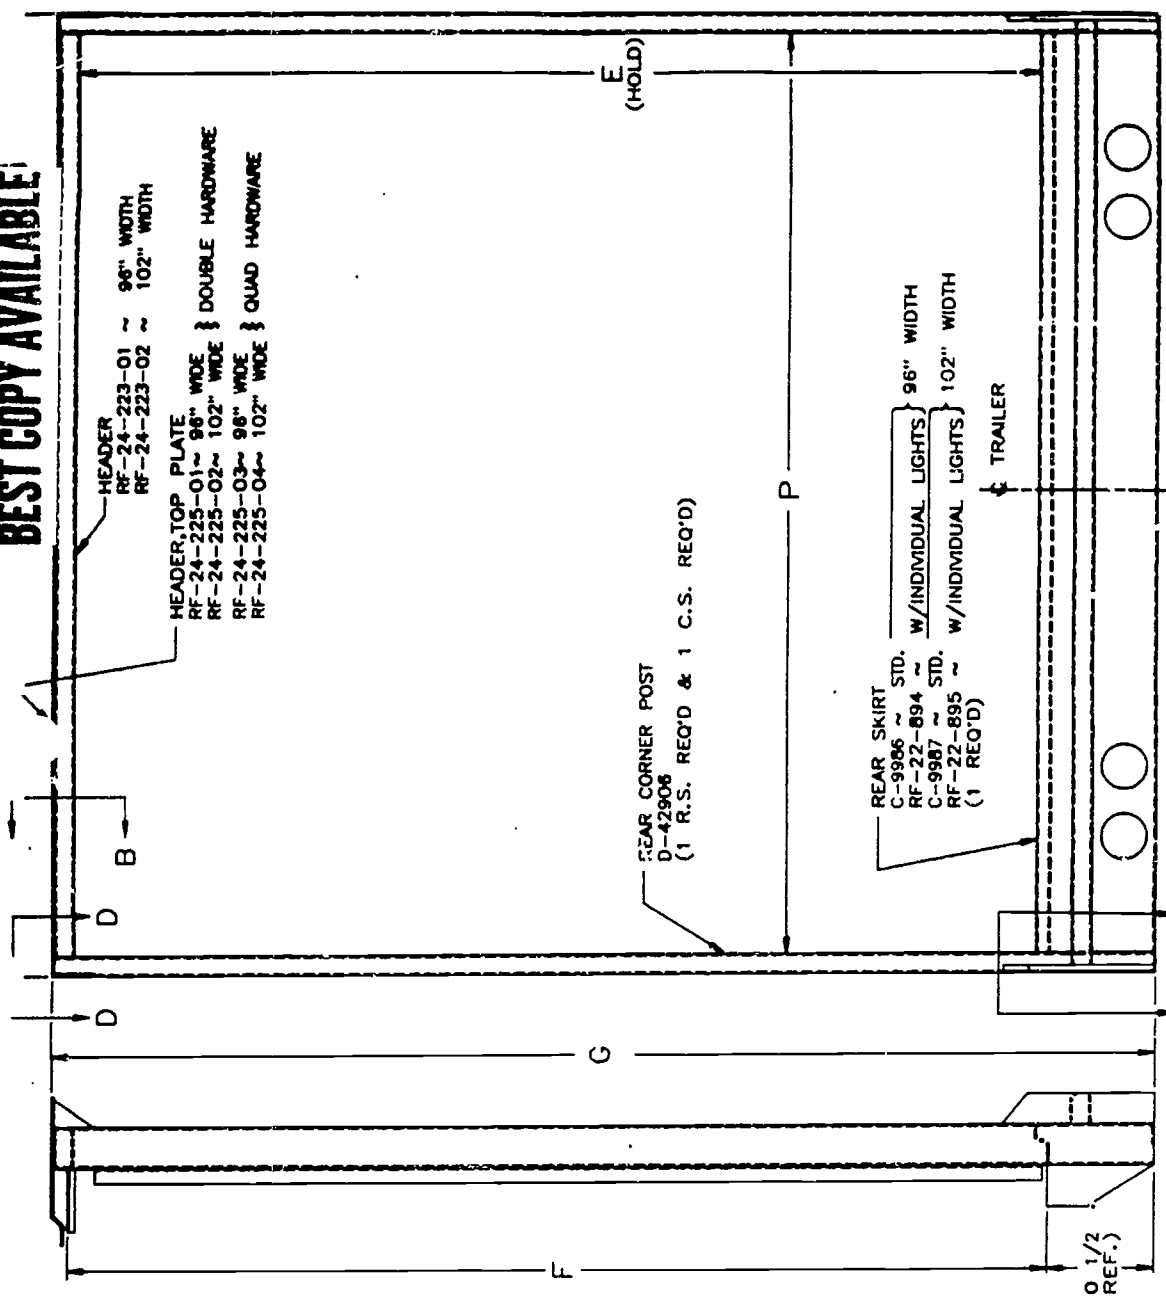 BEST COPY AVAILABLE
HEADER
RF-24-223-01 ~ 96" WIDTH
RF-24-223-02 ~ 102" WIDTH
HEADER,TOP PLATE
RF-24-225-01~ 96" WIDE } DOUBLE HARDWARE
RF-24-225-02~ 102" WIDE
RF-24-225-03~ 96" WIDE } QUAD HARDWARE
RF-24-225-04~ 102" WIDE
E
(HOLD)
B
D
D
G
P
F
REAR CORNER POST
D-42906
(1 R.S. REQ'D & 1 C.S. REQ'D)
REAR SKIRT
C-9986 ~ STD.
RF-22-894 ~ W/INDIVIDUAL LIGHTS } 96" WIDTH
C-9987 ~ STD.
RF-22-895 ~ W/INDIVIDUAL LIGHTS } 102" WIDTH
(1 REQ'D)
℄ TRAILER
0 1/2
REF.)